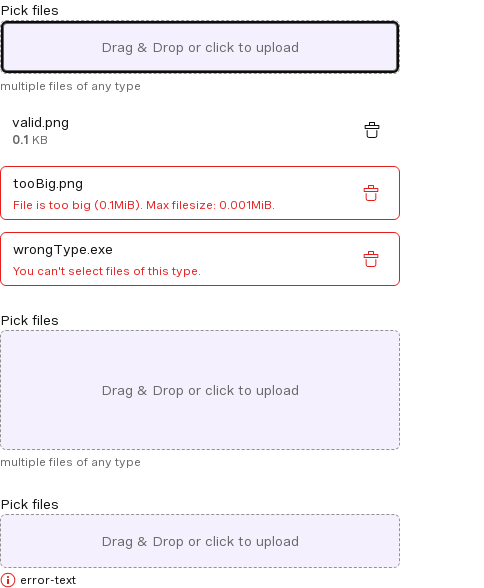 Pick files
Drag & Drop or click to upload
multiple files of any type
valid.png
0.1 KB
tooBig.png
File is too big (0.1MiB). Max filesize: 0.001MiB.
wrongType.exe
You can't select files of this type.
Pick files
Drag & Drop or click to upload
multiple files of any type
Pick files
Drag & Drop or click to upload
error-text